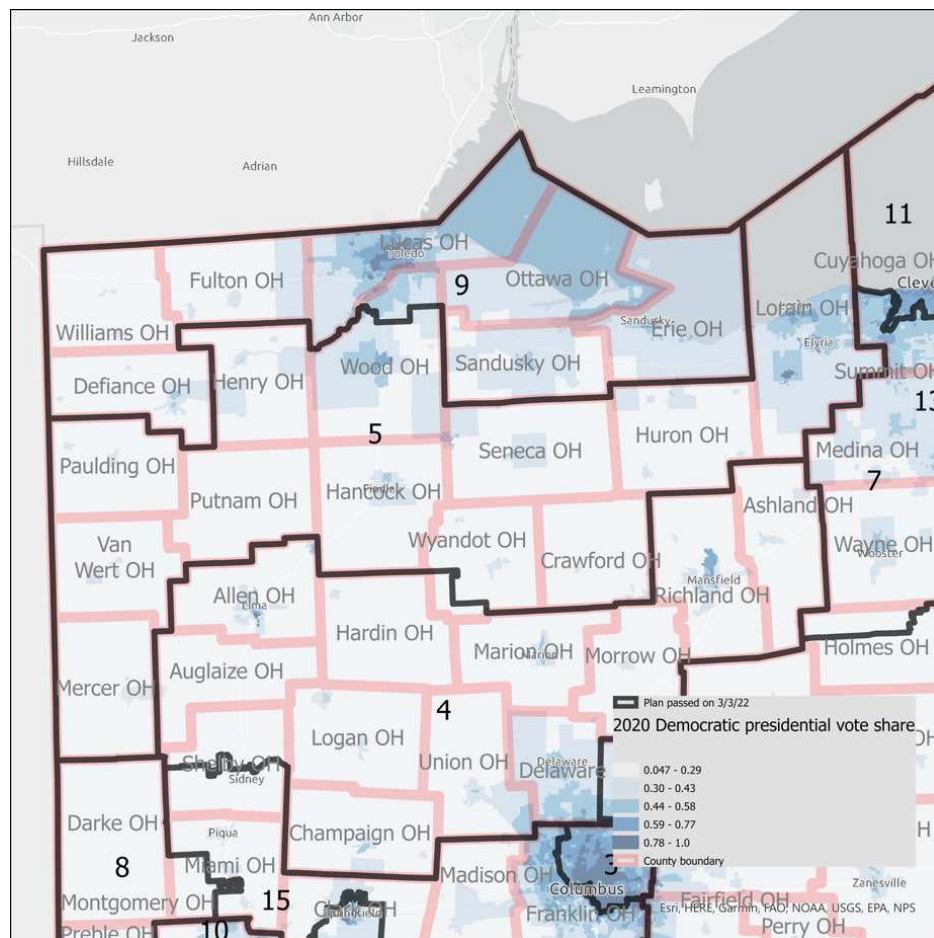 Ann Arbor
Jackson
Leamington
Hillsdale
Adrian
11
Lucas OH
Toledo
Cuyahoga OH
Cleve
Fulton OH
Ottawa OH
9
Lorain OH
Sandusky
Erie OH
Williams OH
Elyria
Wood OH
Sandusky OH
Summit OH
Defiance OH
Henry OH
13
5
Huron OH
Seneca OH
Medina OH
Paulding OH
7
Hancock OH
Putnam OH
Ashland OH
Van
Wert OH
Wyandot OH
Wayne OH
Wooster
Crawford OH
Mansfield
Richland OH
Allen OH
Lima
Hardin OH
Marion OH
Morrow OH
Holmes OH
Auglaize OH
Mercer OH
4
Plan passed on 3/3/22
2020 Democratic presidential vote share
Logan OH
OH
Union OH
Delaware
Delaware
Shelby OH
Sidney
0.047 - 0.29
0.30 - 0.43
0.44 - 0.58
0.59 - 0.77
0.78 - 1.0
County boundary
Darke OH
Piqua
Champaign OH
H
8
Miami OH
3
Madison OH
Columbus
Zanesville
Montgomery OH
15
Fairfield OH
Franklin OH
Esri, HERE, Garmin, FAO, NOAA, USGS, EPA, NPS
Preble OH
10
Perry OH